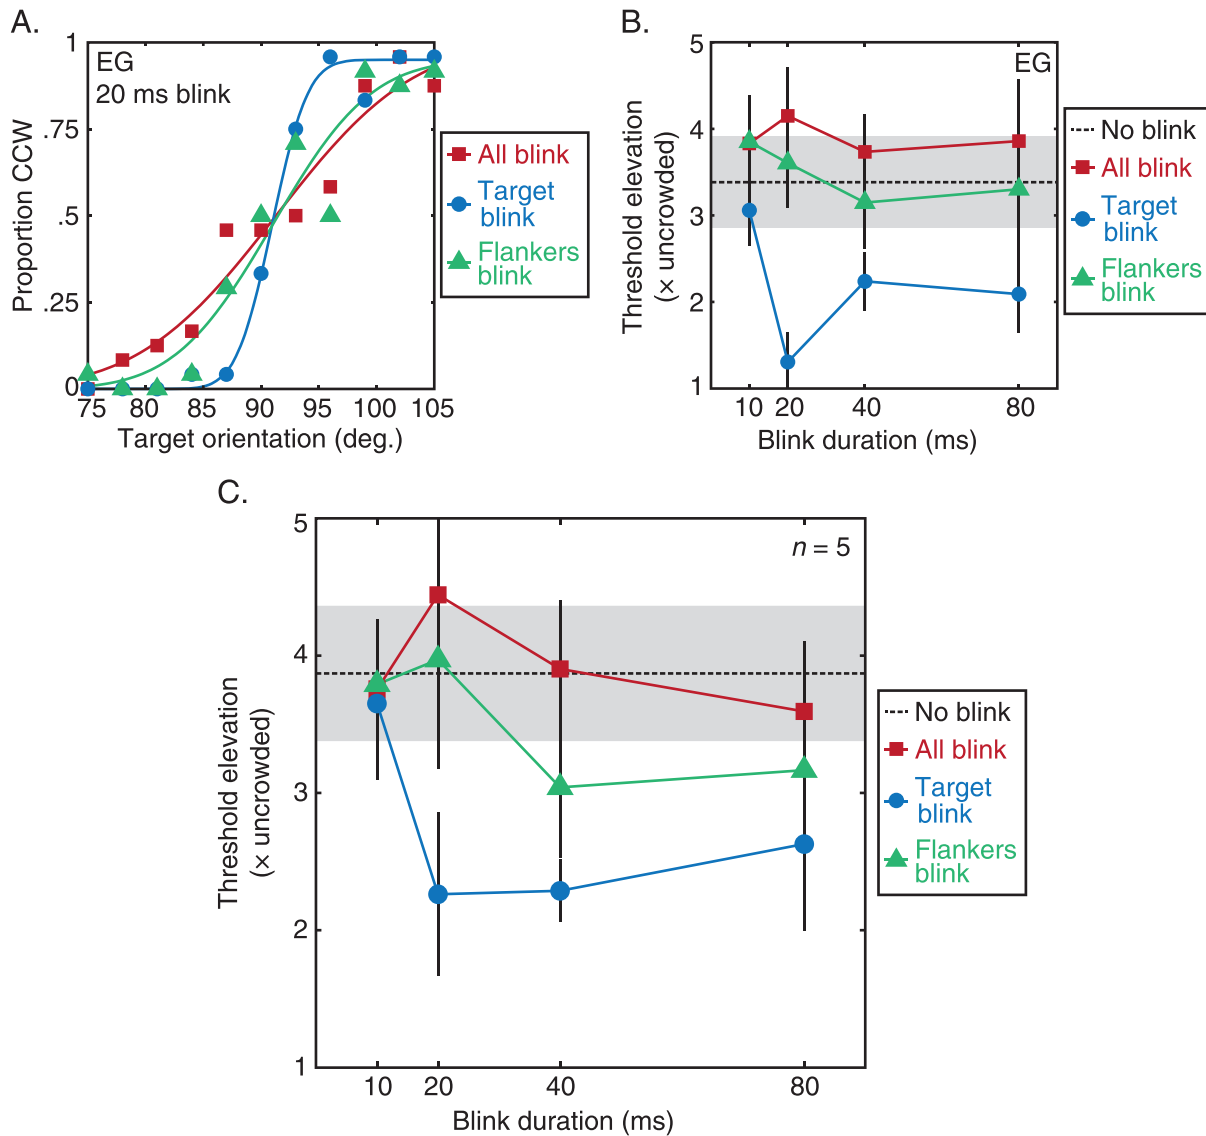 A.
EG
20 ms blink
Proportion CCW
1
.75
.5
.25
0
75 80 85 90 95 100 105
Target orientation (deg.)
All blink
Target
blink
Flankers
blink
B.
EG
Threshold elevation
(× uncrowded)
5
4
3
2
1
10 20 40 80
Blink duration (ms)
No blink
All blink
Target
blink
Flankers
blink
C.
n = 5
Threshold elevation
(× uncrowded)
5
4
3
2
1
10 20 40 80
Blink duration (ms)
No blink
All blink
Target
blink
Flankers
blink